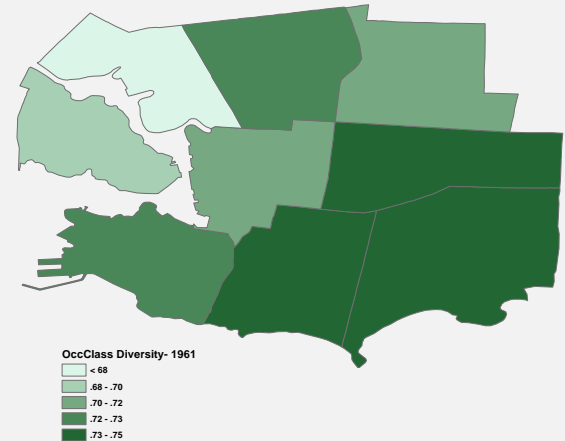 OccClass Diversity- 1961
< 68
.68 - .70
.70 - .72
.72 - .73
.73 - .75